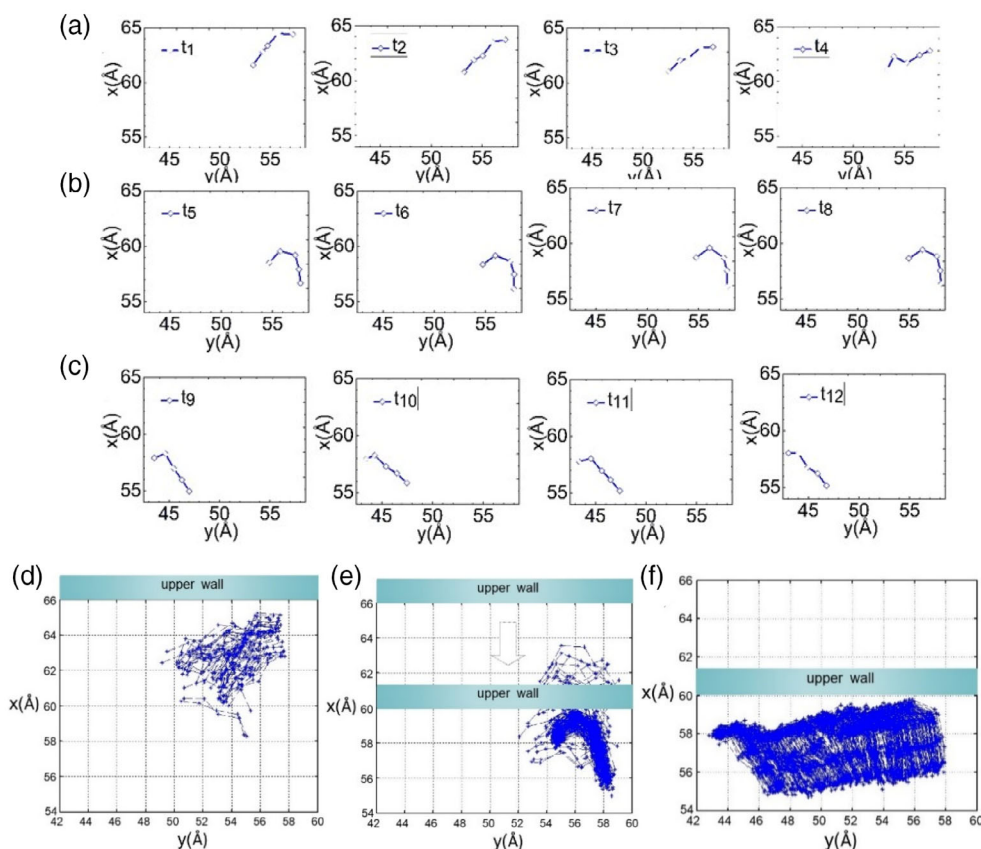 (a)
65
60
55
x(Å)
t1
45 50 55
y(Å)
65
60
55
x(Å)
t2
45 50 55
y(Å)
65
60
55
x(Å)
t3
45 50 55
y(Å)
65
60
55
x(Å)
t4
45 50 55
y(Å)
(b)
65
60
55
x(Å)
t5
45 50 55
y(Å)
65
60
55
x(Å)
t6
45 50 55
y(Å)
65
60
55
x(Å)
t7
45 50 55
y(Å)
65
60
55
x(Å)
t8
45 50 55
y(Å)
(c)
65
60
55
x(Å)
t9
45 50 55
y(Å)
65
60
55
x(Å)
t10
45 50 55
y(Å)
65
60
55
x(Å)
t11
45 50 55
y(Å)
65
60
55
x(Å)
t12
45 50 55
y(Å)
(d)
upper wall
66
64
62
x(Å) 60
58
56
54
42 44 46 48 50 52 54 56 58 60
y(Å)
(e)
upper wall
66
64
62
upper wall
x(Å) 60
58
56
54
42 44 46 48 50 52 54 56 58 60
y(Å)
(f)
66
64
62
upper wall
x(Å) 60
58
56
54
42 44 46 48 50 52 54 56 58 60
y(Å)